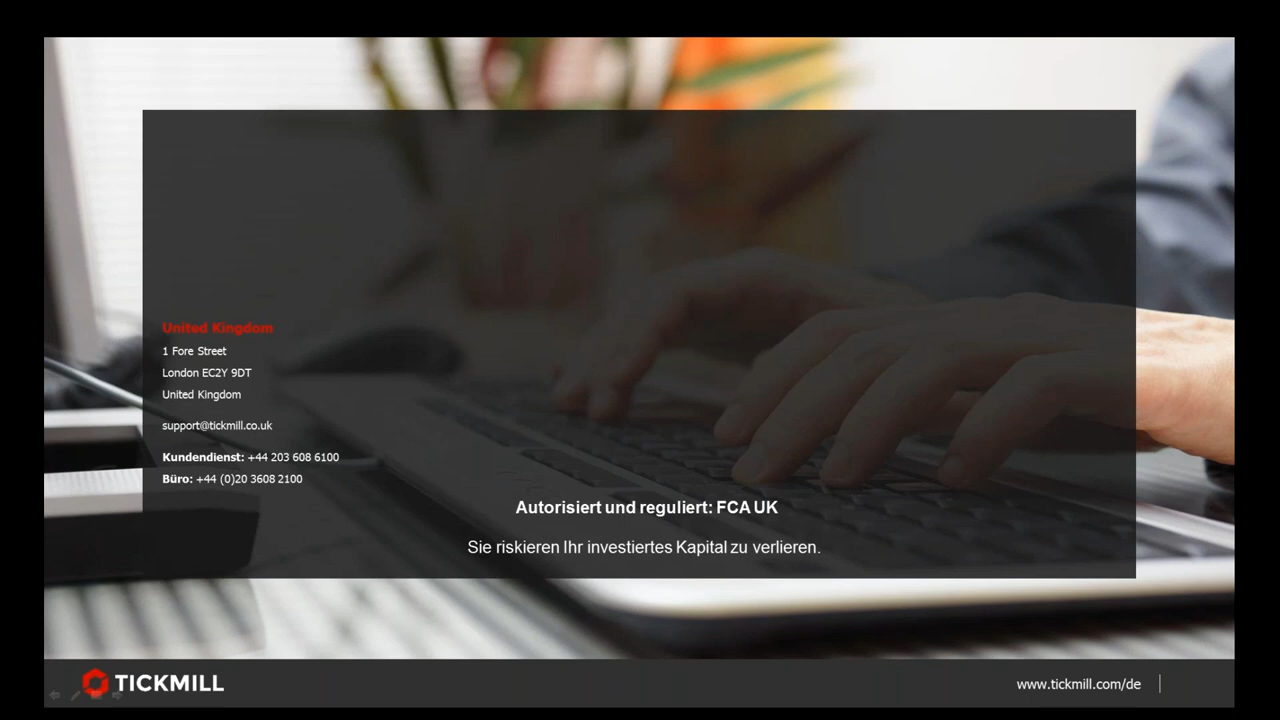 United Kingdom
1 Fore Street
London EC2Y 9DT
United Kingdom
support@tickmill.co.uk
Kundendienst: +44 203 608 6100
Büro: +44 (0)20 3608 2100
Autorisiert und reguliert: FCA UK
Sie riskieren Ihr investiertes Kapital zu verlieren.
TICKMILL
www.tickmill.com/de